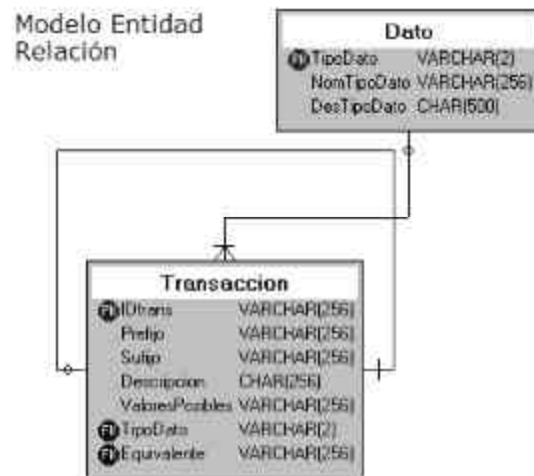 Modelo Entidad
Relación
Dato
TipoDato VARCHAR(2)
NomTipoDato VARCHAR(256)
DesTipoDato CHAR(500)
Transaccion
IDtrans VARCHAR(256)
Prefijo VARCHAR(256)
Sufijo VARCHAR(256)
Descripcion CHAR(256)
ValoresPosibles VARCHAR(256)
TipoDato VARCHAR(2)
Equivalente VARCHAR(256)